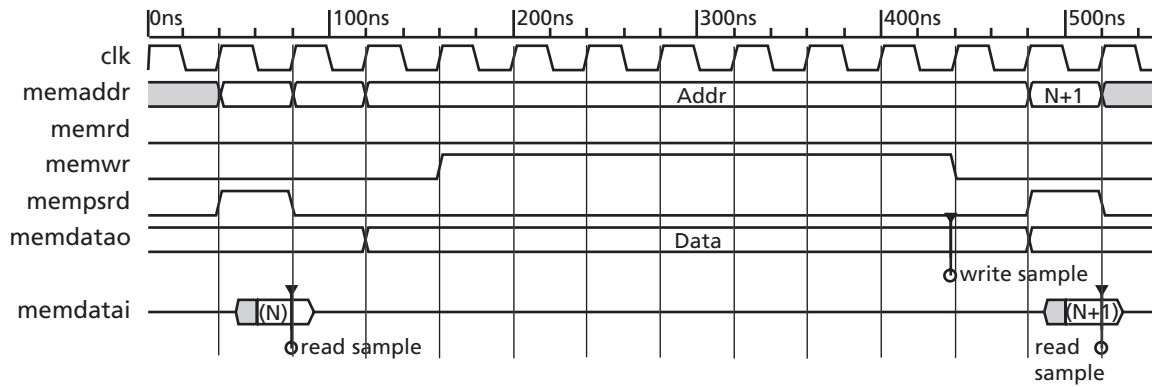 0ns 100ns 200ns 300ns 400ns 500ns
clk
memaddr Addr N+1
memrd
memwr
mempsrd
memdatao Data
write sample
memdatai (N) (N+1)
read sample read
sample